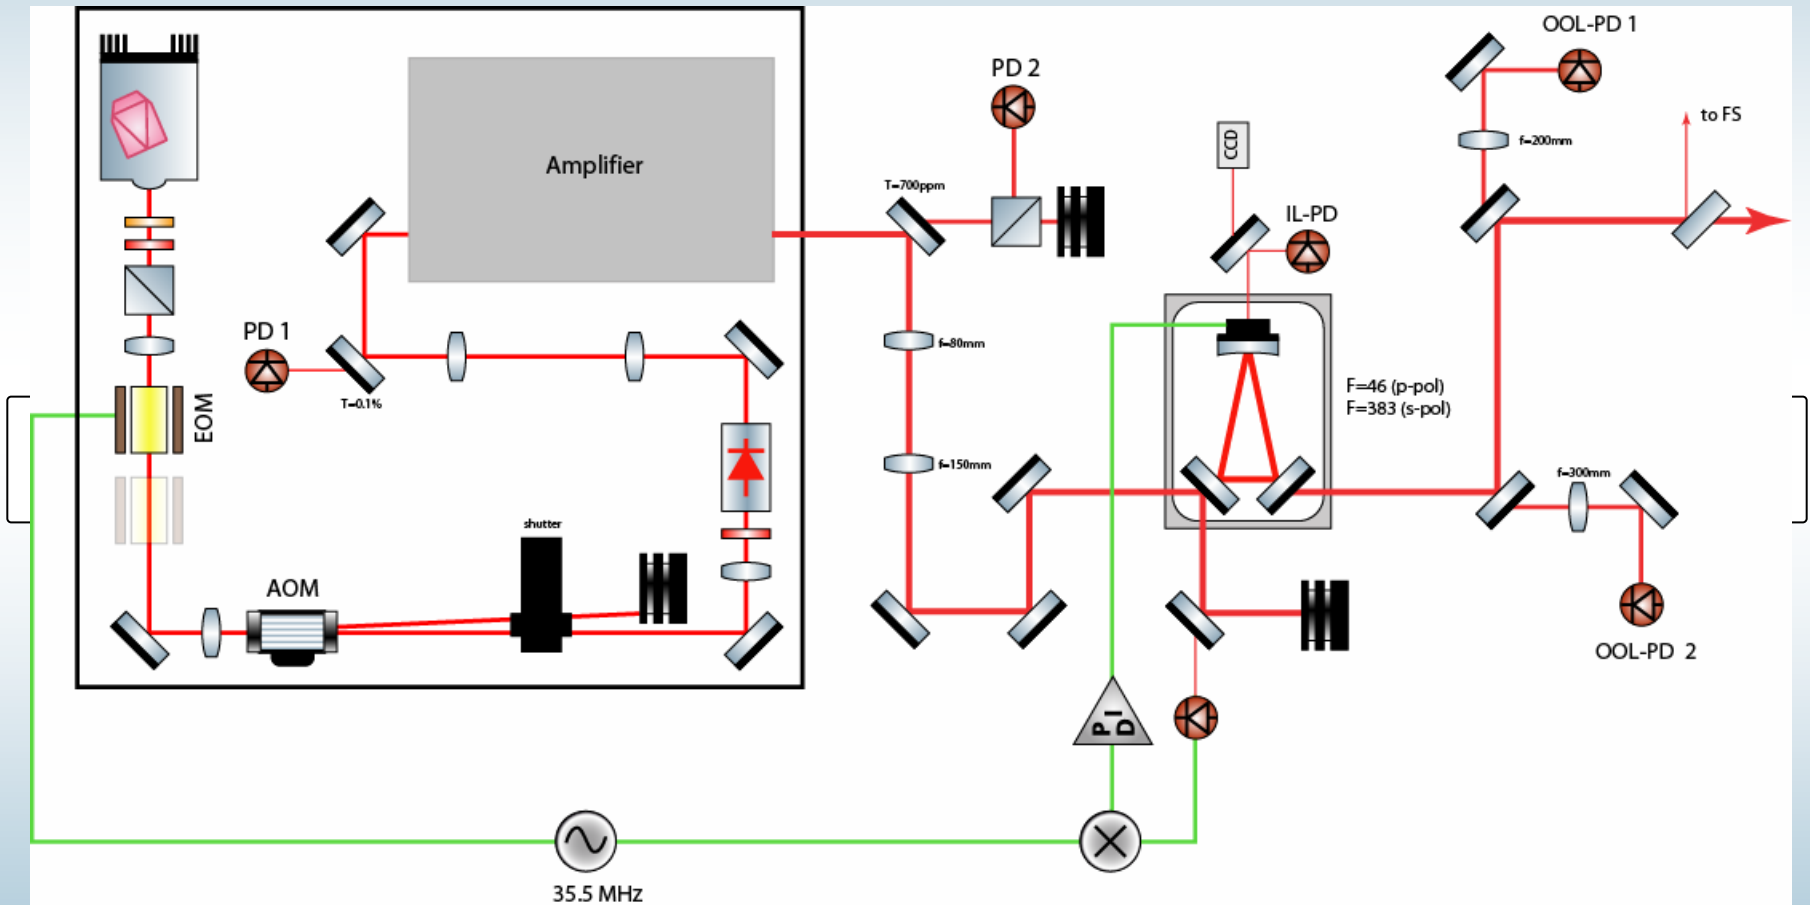 OOL-PD 1
PD 2
to FS
CCD
f=200mm
Amplifier
T=700ppm
IL-PD
PD 1
f=80mm
T=0.1%
F=46 (p-pol)
F=383 (s-pol)
EOM
f=150mm
f=300mm
shutter
AOM
OOL-PD 2
PID
35.5 MHz